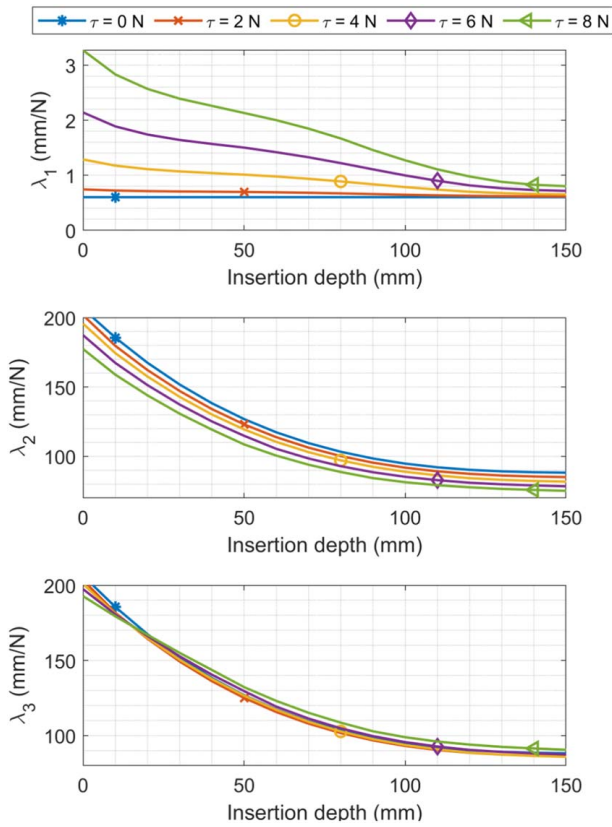 τ = 0 N τ = 2 N τ = 4 N τ = 6 N τ = 8 N
3
2
1
0
λ1 (mm/N)
0 50 100 150
Insertion depth (mm)
200
150
100
λ2 (mm/N)
0 50 100 150
Insertion depth (mm)
200
150
100
λ3 (mm/N)
0 50 100 150
Insertion depth (mm)